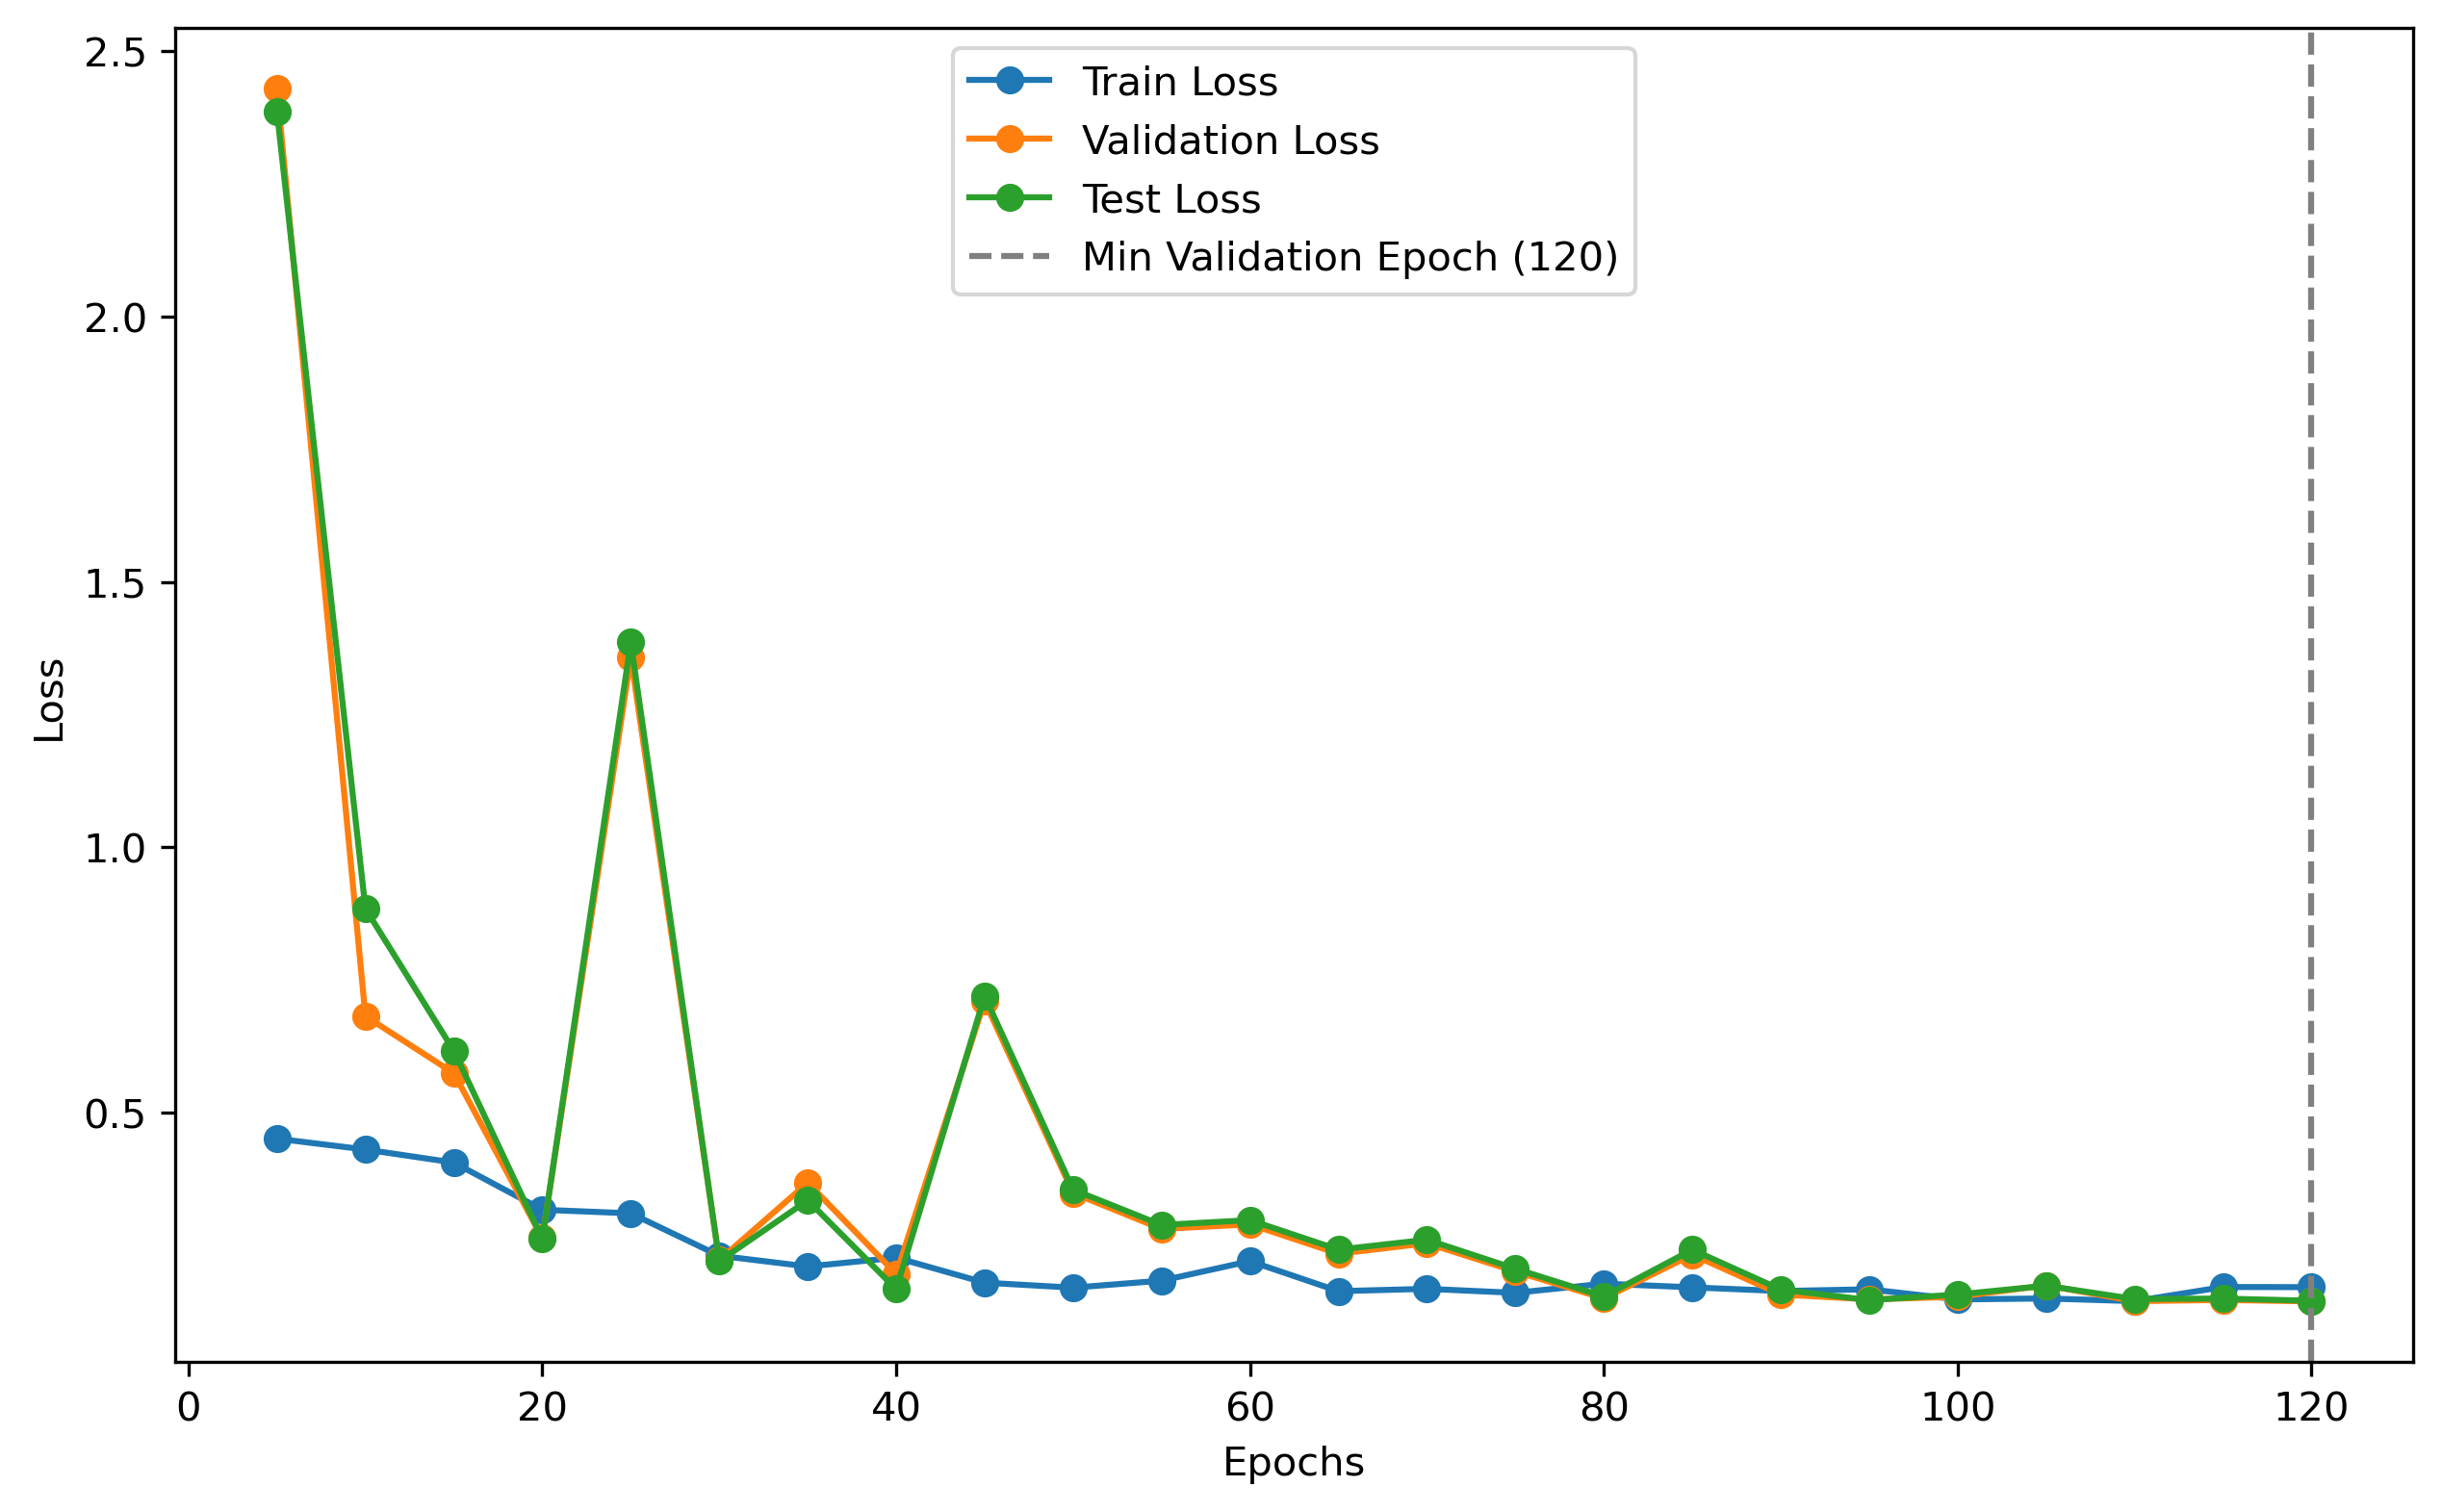 2.5
2.0
1.5
1.0
0.5
Loss
Train Loss
Validation Loss
Test Loss
Min Validation Epoch (120)
0 20 40 60 80 100 120
Epochs